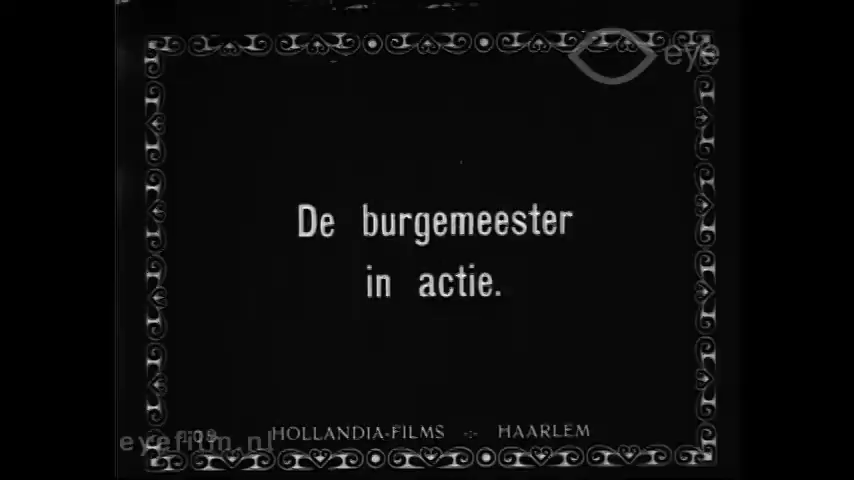 eye
De burgemeester
in actie.
HOLLANDIA-FILMS -:- HAARLEM
eyefilm.nl